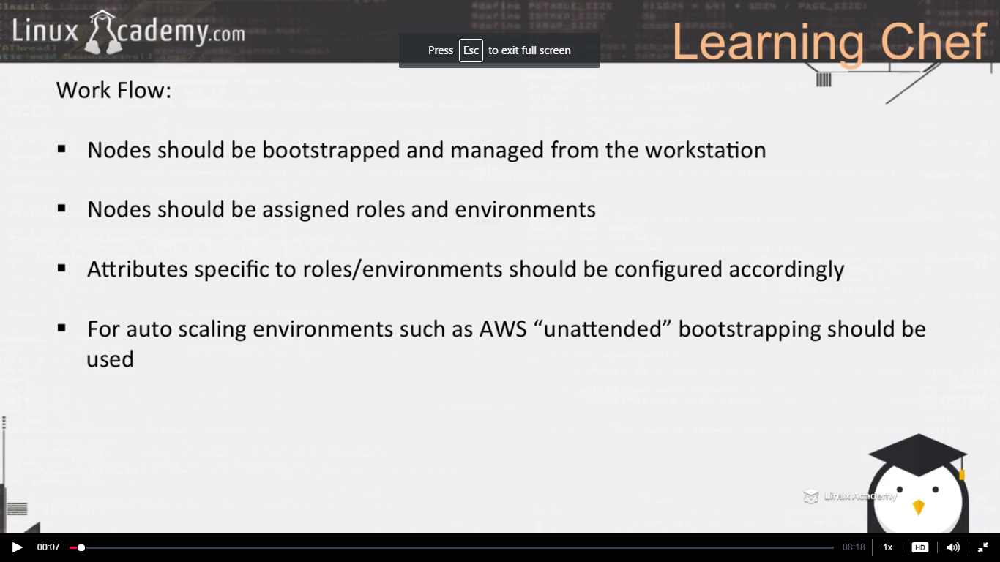 Linux Academy.com
Press Esc to exit full screen
Learning Chef
Work Flow:
▪ Nodes should be bootstrapped and managed from the workstation
▪ Nodes should be assigned roles and environments
▪ Attributes specific to roles/environments should be configured accordingly
▪ For auto scaling environments such as AWS “unattended” bootstrapping should be
used
Linux Academy
00:07
08:18
1x
HD